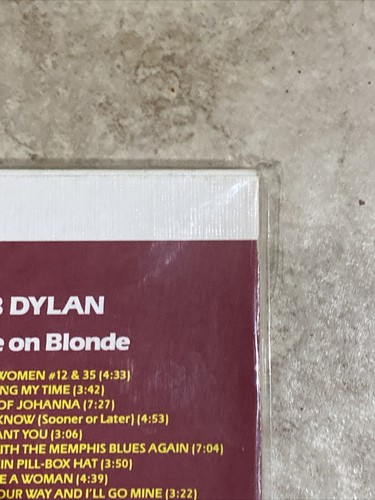 DYLAN
on Blonde
WOMEN #12 & 35 (4:33)
NG MY TIME (3:42)
OF JOHANNA (7:27)
KNOW (Sooner or Later) (4:53)
ANT YOU (3:06)
ITH THE MEMPHIS BLUES AGAIN (7:04)
IN PILL-BOX HAT (3:50)
E A WOMAN (4:39)
OUR WAY AND I'LL GO MINE (3:22)